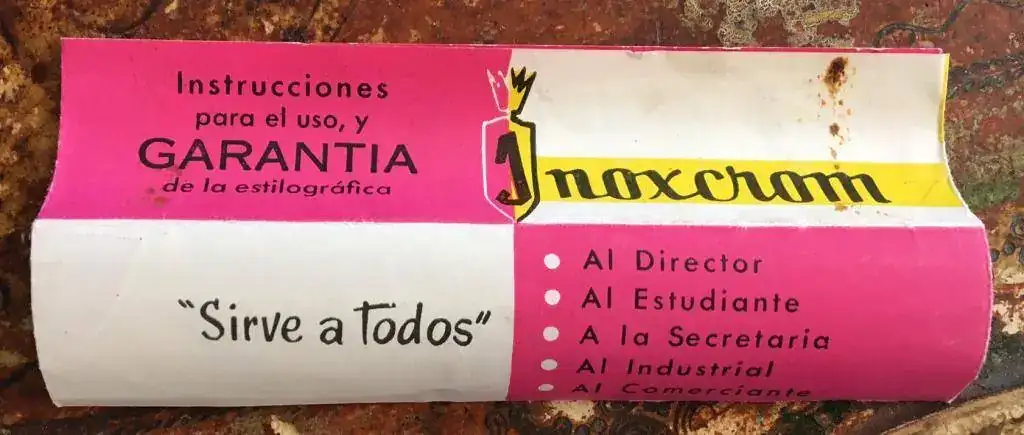 Instrucciones
para el uso, y
GARANTIA
de la estilográfica
Inoxcrom
"Sirve a Todos"
Al Director
Al Estudiante
A la Secretaria
Al Industrial
Al Comerciante